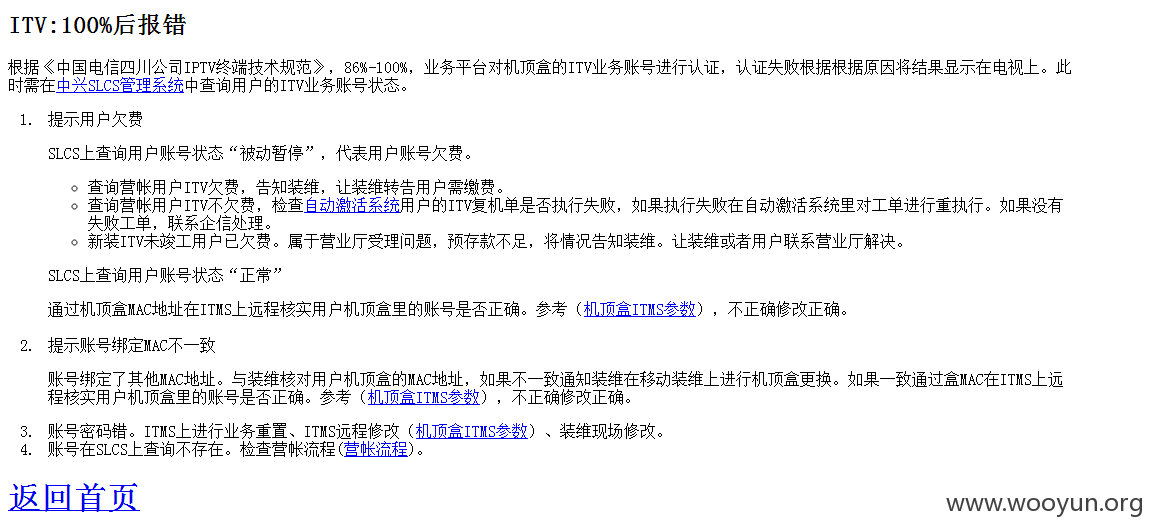 ITV:100%后报错
根据《中国电信四川公司IPTV终端技术规范》，86%-100%，业务平台对机顶盒的ITV业务账号进行认证，认证失败根据根据原因将结果显示在电视上。此
时需在中兴SLCS管理系统中查询用户的ITV业务账号状态。
1. 提示用户欠费
SLCS上查询用户账号状态“被动暂停”，代表用户账号欠费。
○ 查询营帐用户ITV欠费，告知装维，让装维转告用户需缴费。
○ 查询营帐用户ITV不欠费，检查自动激活系统用户的ITV复机单是否执行失败，如果执行失败在自动激活系统里对工单进行重执行。如果没有
失败工单，联系企信处理。
○ 新装ITV未竣工用户已欠费。属于营业厅受理问题，预存款不足，将情况告知装维。让装维或者用户联系营业厅解决。
SLCS上查询用户账号状态“正常”
通过机顶盒MAC地址在ITMS上远程核实用户机顶盒里的账号是否正确。参考（机顶盒ITMS参数），不正确修改正确。
2. 提示账号绑定MAC不一致
账号绑定了其他MAC地址。与装维核对用户机顶盒的MAC地址，如果不一致通知装维在移动装维上进行机顶盒更换。如果一致通过盒MAC在ITMS上远
程核实用户机顶盒里的账号是否正确。参考（机顶盒ITMS参数），不正确修改正确。
3. 账号密码错。ITMS上进行业务重置、ITMS远程修改（机顶盒ITMS参数）、装维现场修改。
4. 账号在SLCS上查询不存在。检查营帐流程(营帐流程)。
返回首页
www.wooyun.org